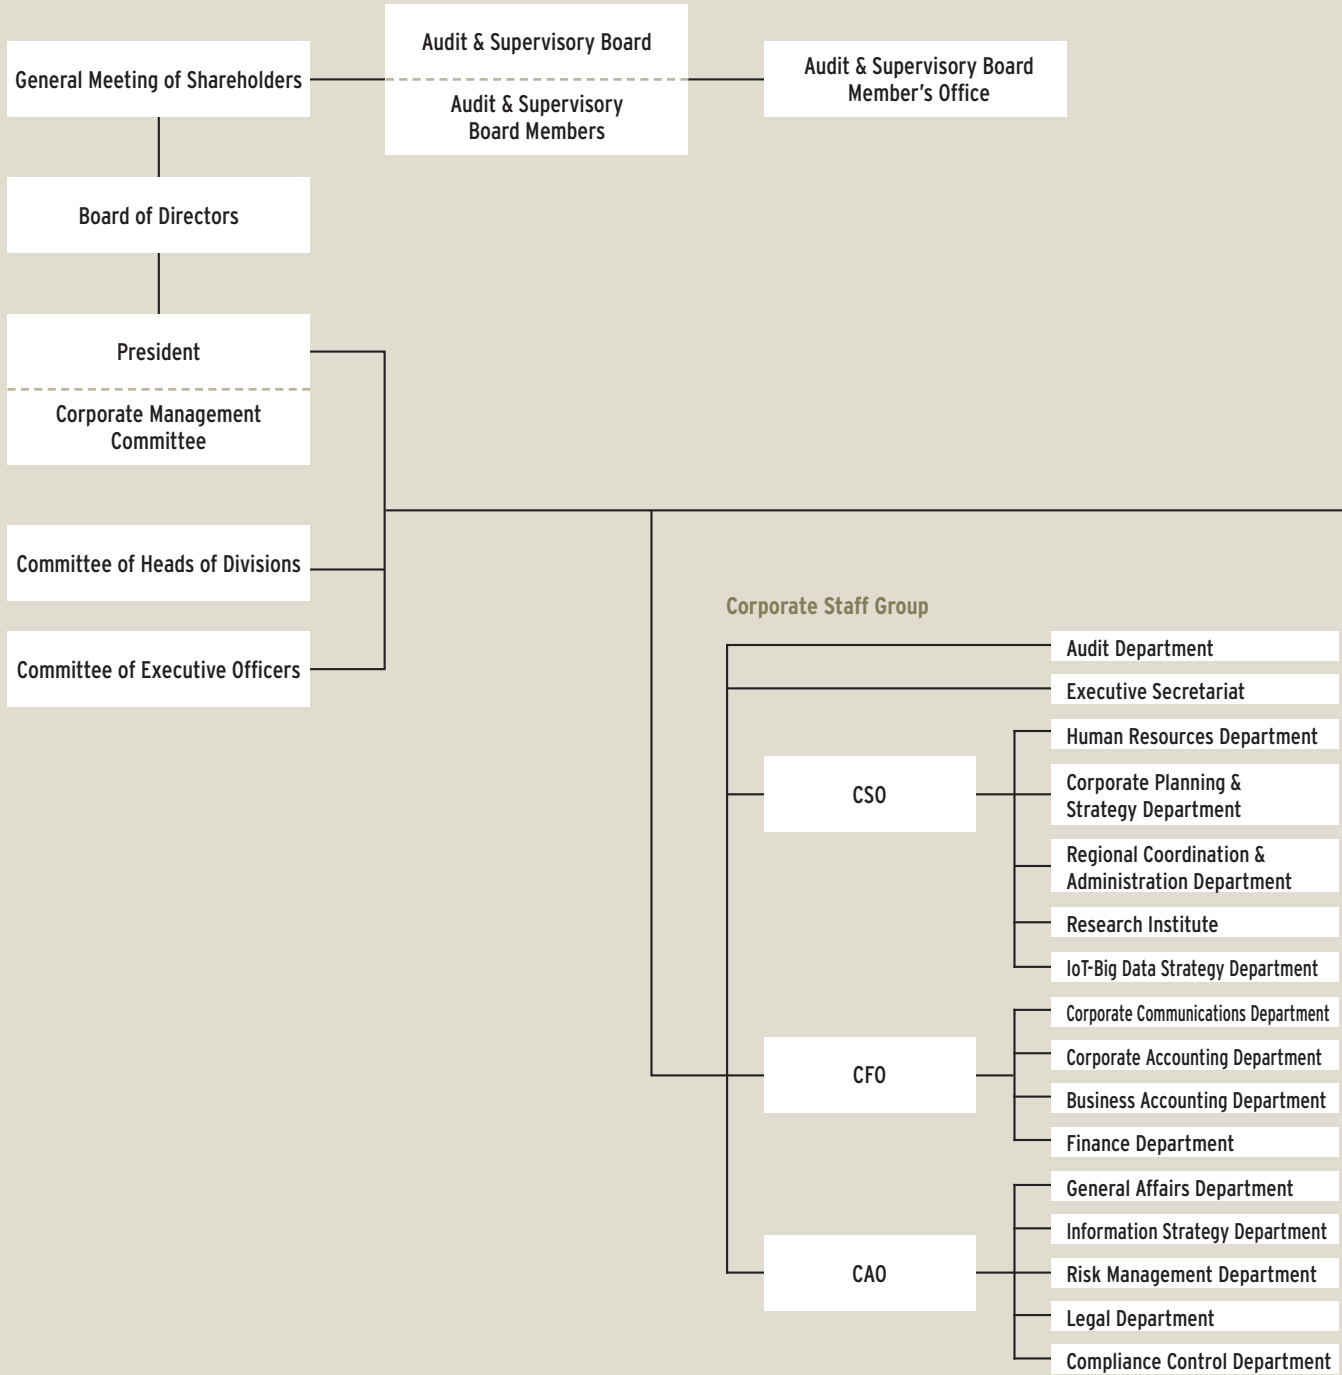 General Meeting of Shareholders
Audit & Supervisory Board
Audit & Supervisory
Board Members
Audit & Supervisory Board
Member's Office
Board of Directors
President
Corporate Management
Committee
Committee of Heads of Divisions
Committee of Executive Officers
Corporate Staff Group
Audit Department
Executive Secretariat
CSO
Human Resources Department
Corporate Planning &
Strategy Department
Regional Coordination &
Administration Department
Research Institute
IoT-Big Data Strategy Department
CFO
Corporate Communications Department
Corporate Accounting Department
Business Accounting Department
Finance Department
CAO
General Affairs Department
Information Strategy Department
Risk Management Department
Legal Department
Compliance Control Department